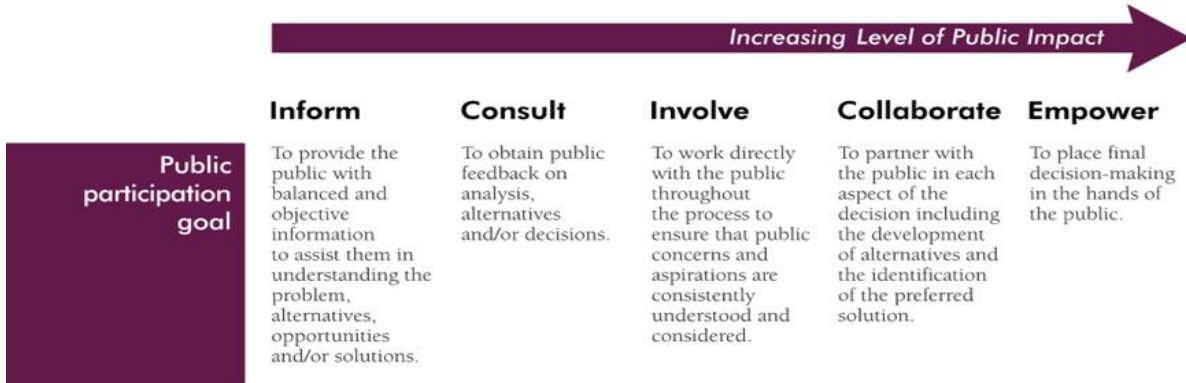 Increasing Level of Public Impact
Inform
Consult
Involve
Collaborate
Empower
Public
participation
goal
To provide the
public with
balanced and
objective
information
to assist them in
understanding the
problem,
alternatives,
opportunities
and/or solutions.
To obtain public
feedback on
analysis,
alternatives
and/or decisions.
To work directly
with the public
throughout
the process to
ensure that public
concerns and
aspirations are
consistently
understood and
considered.
To partner with
the public in each
aspect of the
decision including
the development
of alternatives and
the identification
of the preferred
solution.
To place final
decision-making
in the hands of
the public.